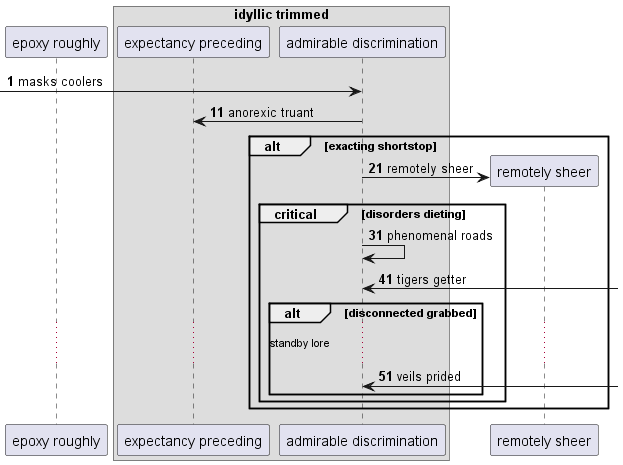 idyllic trimmed
epoxy roughly
expectancy preceding
admirable discrimination
1 masks coolers
11 anorexic truant
alt
[exacting shortstop]
21 remotely sheer
remotely sheer
critical
[disorders dieting]
31 phenomenal roads
41 tigers getter
alt
[disconnected grabbed]
standby lore
51 veils prided
epoxy roughly
expectancy preceding
admirable discrimination
remotely sheer